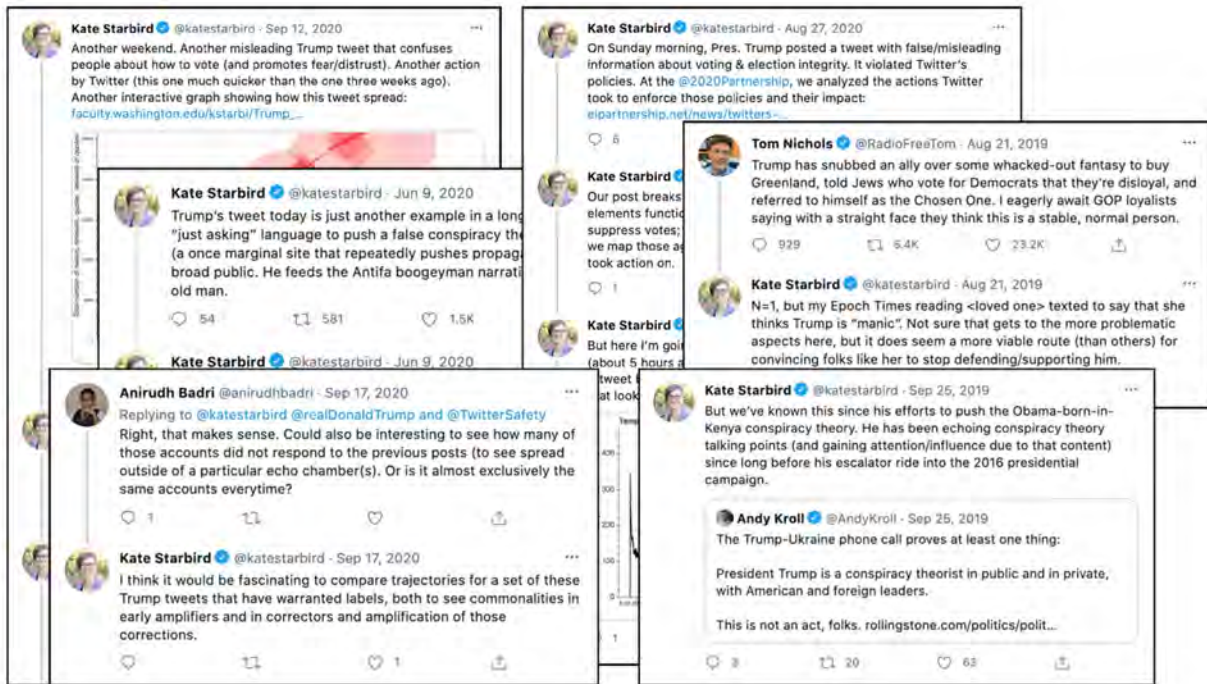 Kate Starbird @katestarbird · Sep 12, 2020
Another weekend. Another misleading Trump tweet that confuses
people about how to vote (and promotes fear/distrust). Another action
by Twitter (this one much quicker than the one three weeks ago).
Another interactive graph showing how this tweet spread:
faculty.washington.edu/kstarbi/Trump_...
Kate Starbird @katestarbird · Jun 9, 2020
Trump's tweet today is just another example in a long
"just asking" language to push a false conspiracy the
(a once marginal site that repeatedly pushes propag
broad public. He feeds the Antifa boogeyman narrati
old man.
54 581 1.5K
Kate Starbird @katestarbird · Jun 9, 2020
Kate Starbird @katestarbird · Aug 27, 2020
On Sunday morning, Pres. Trump posted a tweet with false/misleading
information about voting & election integrity. It violated Twitter's
policies. At the @2020Partnership, we analyzed the actions Twitter
took to enforce those policies and their impact:
eipartnership.net/news/twitters-...
6
Kate Starbird
Our post breaks
elements functio
suppress votes;
we map those a
took action on.
1
Kate Starbird
But here I'm goi
(about 5 hours a
tweet
at look
400
300
200
100
1
Tom Nichols @RadioFreeTom · Aug 21, 2019
Trump has snubbed an ally over some whacked-out fantasy to buy
Greenland, told Jews who vote for Democrats that they're disloyal, and
referred to himself as the Chosen One. I eagerly await GOP loyalists
saying with a straight face they think this is a stable, normal person.
929 6.4K 23.2K
Kate Starbird @katestarbird · Aug 21, 2019
N=1, but my Epoch Times reading <loved one> texted to say that she
thinks Trump is "manic". Not sure that gets to the more problematic
aspects here, but it does seem a more viable route (than others) for
convincing folks like her to stop defending/supporting him.
Anirudh Badri @anirudhbadri · Sep 17, 2020
Replying to @katestarbird @realDonaldTrump and @TwitterSafety
Right, that makes sense. Could also be interesting to see how many of
those accounts did not respond to the previous posts (to see spread
outside of a particular echo chamber(s). Or is it almost exclusively the
same accounts everytime?
1
Kate Starbird @katestarbird · Sep 17, 2020
I think it would be fascinating to compare trajectories for a set of these
Trump tweets that have warranted labels, both to see commonalities in
early amplifiers and in correctors and amplification of those
corrections.
1
Kate Starbird @katestarbird · Sep 25, 2019
But we've known this since his efforts to push the Obama-born-in-
Kenya conspiracy theory. He has been echoing conspiracy theory
talking points (and gaining attention/influence due to that content)
since long before his escalator ride into the 2016 presidential
campaign.
Andy Kroll @AndyKroll · Sep 25, 2019
The Trump-Ukraine phone call proves at least one thing:
President Trump is a conspiracy theorist in public and in private,
with American and foreign leaders.
This is not an act, folks. rollingstone.com/politics/polit...
3 20 63